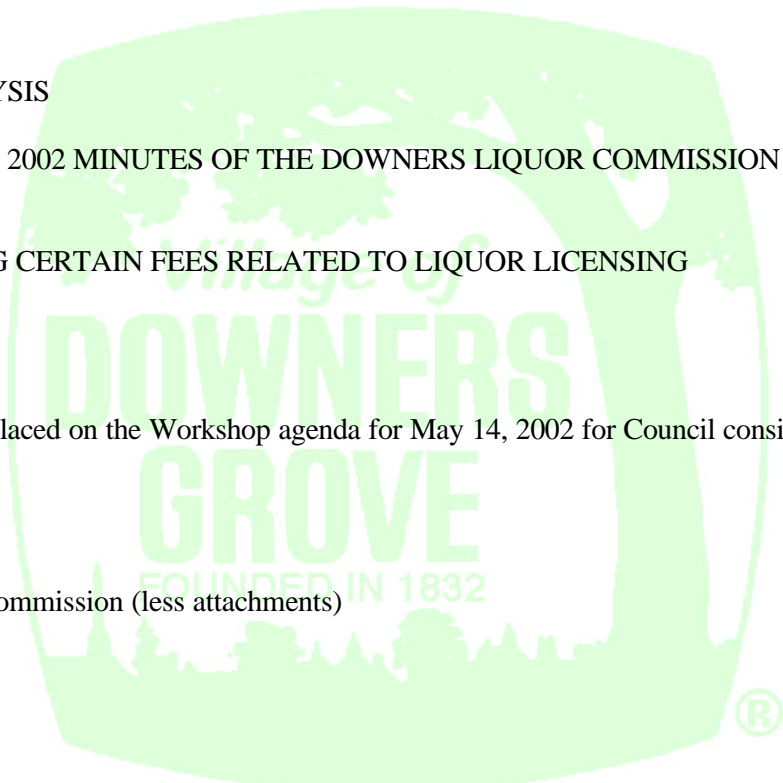 YSIS
2002 MINUTES OF THE DOWNERS LIQUOR COMMISSION
G CERTAIN FEES RELATED TO LIQUOR LICENSING
Village of
DOWNERS
laced on the Workshop agenda for May 14, 2002 for Council consi
GROVE
FOUNDED IN 1832
ommission (less attachments)
®